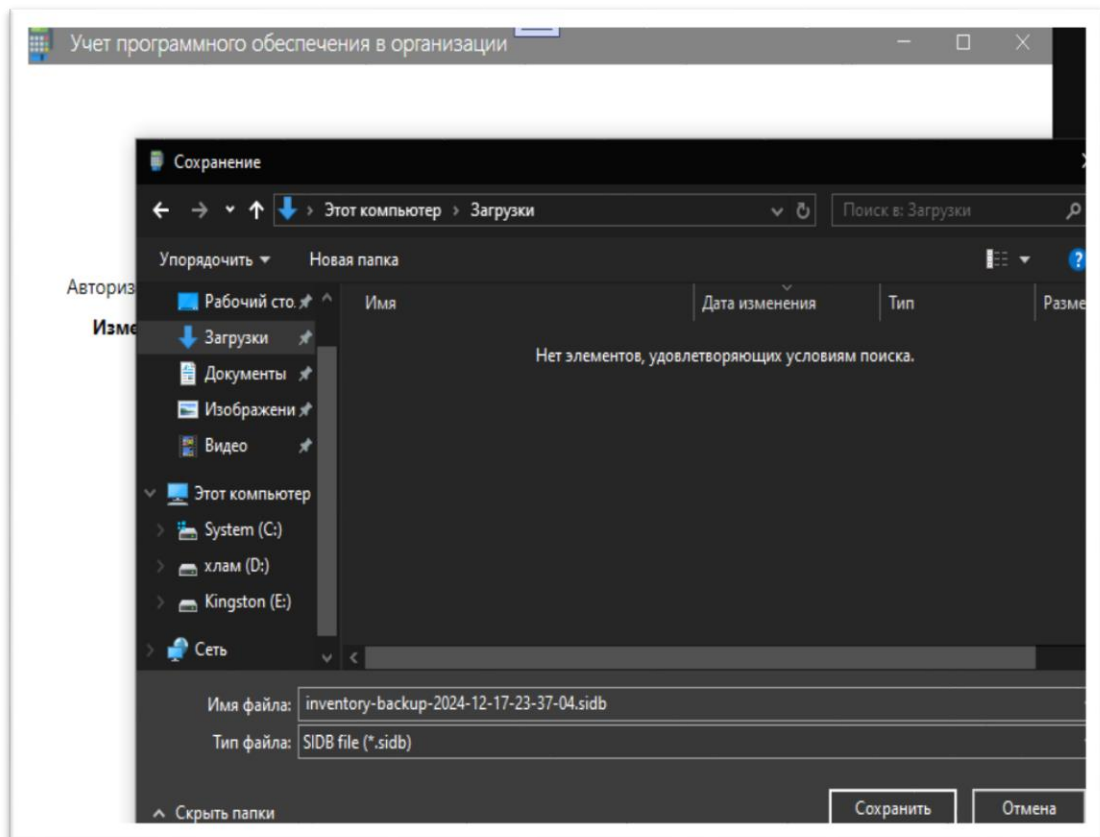 Учет программного обеспечения в организации
Сохранение
Этот компьютер › Загрузки
Поиск в: Загрузки
Упорядочить
Новая папка
Авториз
Изме
Имя
Дата изменения
Тип
Разме
Рабочий сто.
Загрузки
Нет элементов, удовлетворяющих условиям поиска.
Документы
Изображени
Видео
Этот компьютер
System (C:)
хлам (D:)
Kingston (E:)
Сеть
Имя файла: inventory-backup-2024-12-17-23-37-04.sidb
Тип файла: SIDB file (*.sidb)
Скрыть папки
Сохранить
Отмена